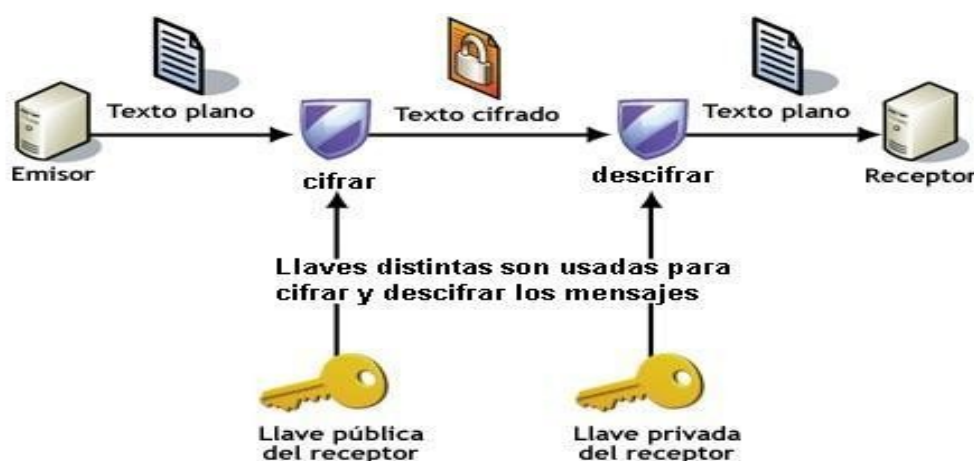 Texto plano
Texto cifrado
Texto plano
Emisor
cifrar
descifrar
Receptor
Llaves distintas son usadas para
cifrar y descifrar los mensajes
Llave pública
del receptor
Llave privada
del receptor